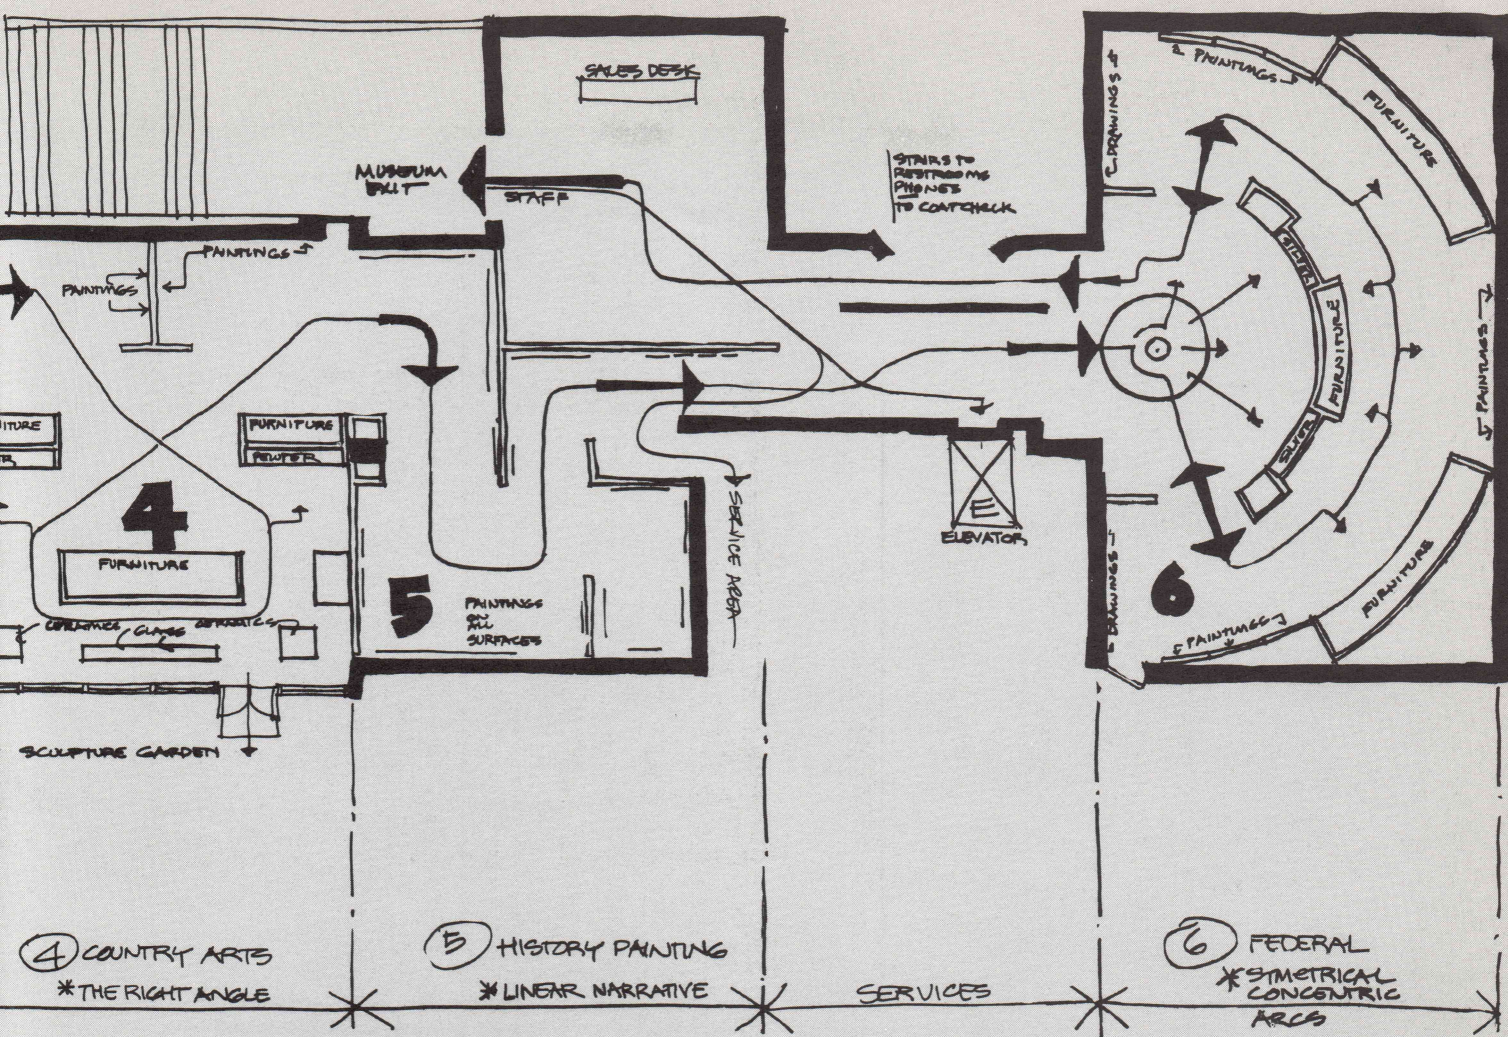 SALES DESK
MUSEUM
EXIT
STAFF
STAIRS TO
RESTROOMS
PHONES
TO COATCHECK
DRAWINGS
PAINTINGS
FURNITURE
SILVER
FURNITURE
SILVER
PAINTINGS
FURNITURE
PAINTINGS
DRAWINGS
6
PAINTINGS
PAINTINGS
ITURE
R
FURNITURE
PEWTER
4
FURNITURE
CERAMICS
GLASS
CERAMICS
SCULPTURE GARDEN
5
PAINTINGS
ON
ALL
SURFACES
SERVICE AREA
E
ELEVATOR
4 COUNTRY ARTS
* THE RIGHT ANGLE
5 HISTORY PAINTING
* LINEAR NARRATIVE
SERVICES
6 FEDERAL
* SYMETRICAL
CONCENTRIC
ARCS